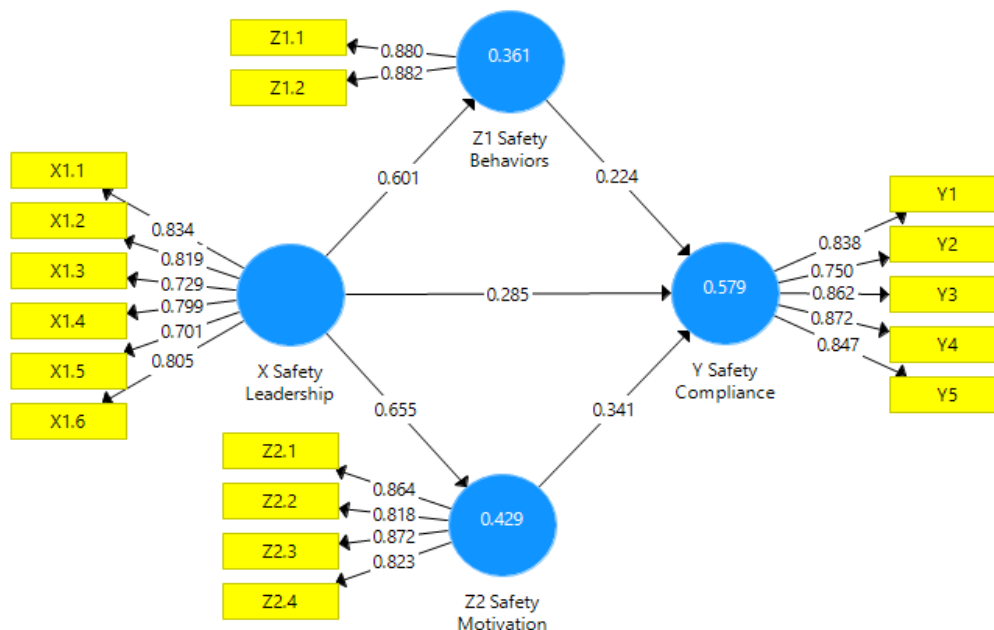 Z1.1
0.880
Z1.2
0.882
0.361
Z1 Safety
Behaviors
X1.1
X1.2
X1.3
X1.4
X1.5
X1.6
0.834
0.819
0.729
0.799
0.701
0.805
X Safety
Leadership
0.601
0.224
0.285
0.655
0.341
0.579
Y Safety
Compliance
0.838
0.750
0.862
0.872
0.847
Y1
Y2
Y3
Y4
Y5
Z2.1
Z2.2
Z2.3
Z2.4
0.864
0.818
0.872
0.823
0.429
Z2 Safety
Motivation